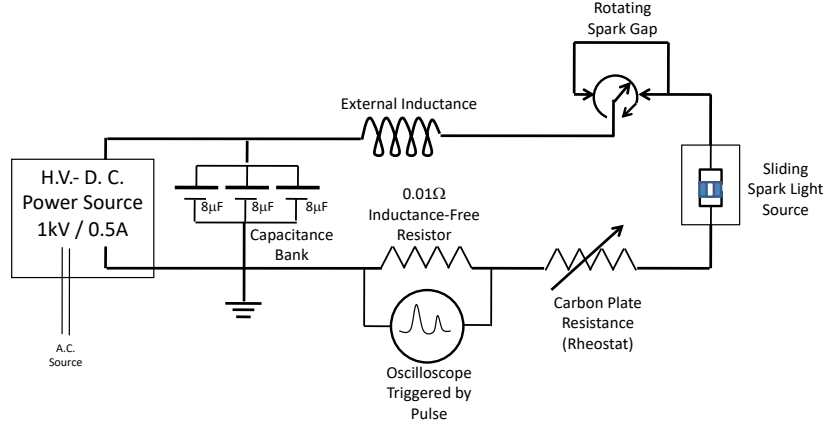 Rotating
Spark Gap
External Inductance
H.V.- D. C.
Power Source
1kV / 0.5A
8μF
8μF
8μF
Capacitance
Bank
0.01Ω
Inductance-Free
Resistor
Sliding
Spark Light
Source
Carbon Plate
Resistance
(Rheostat)
A.C.
Source
Oscilloscope
Triggered by
Pulse